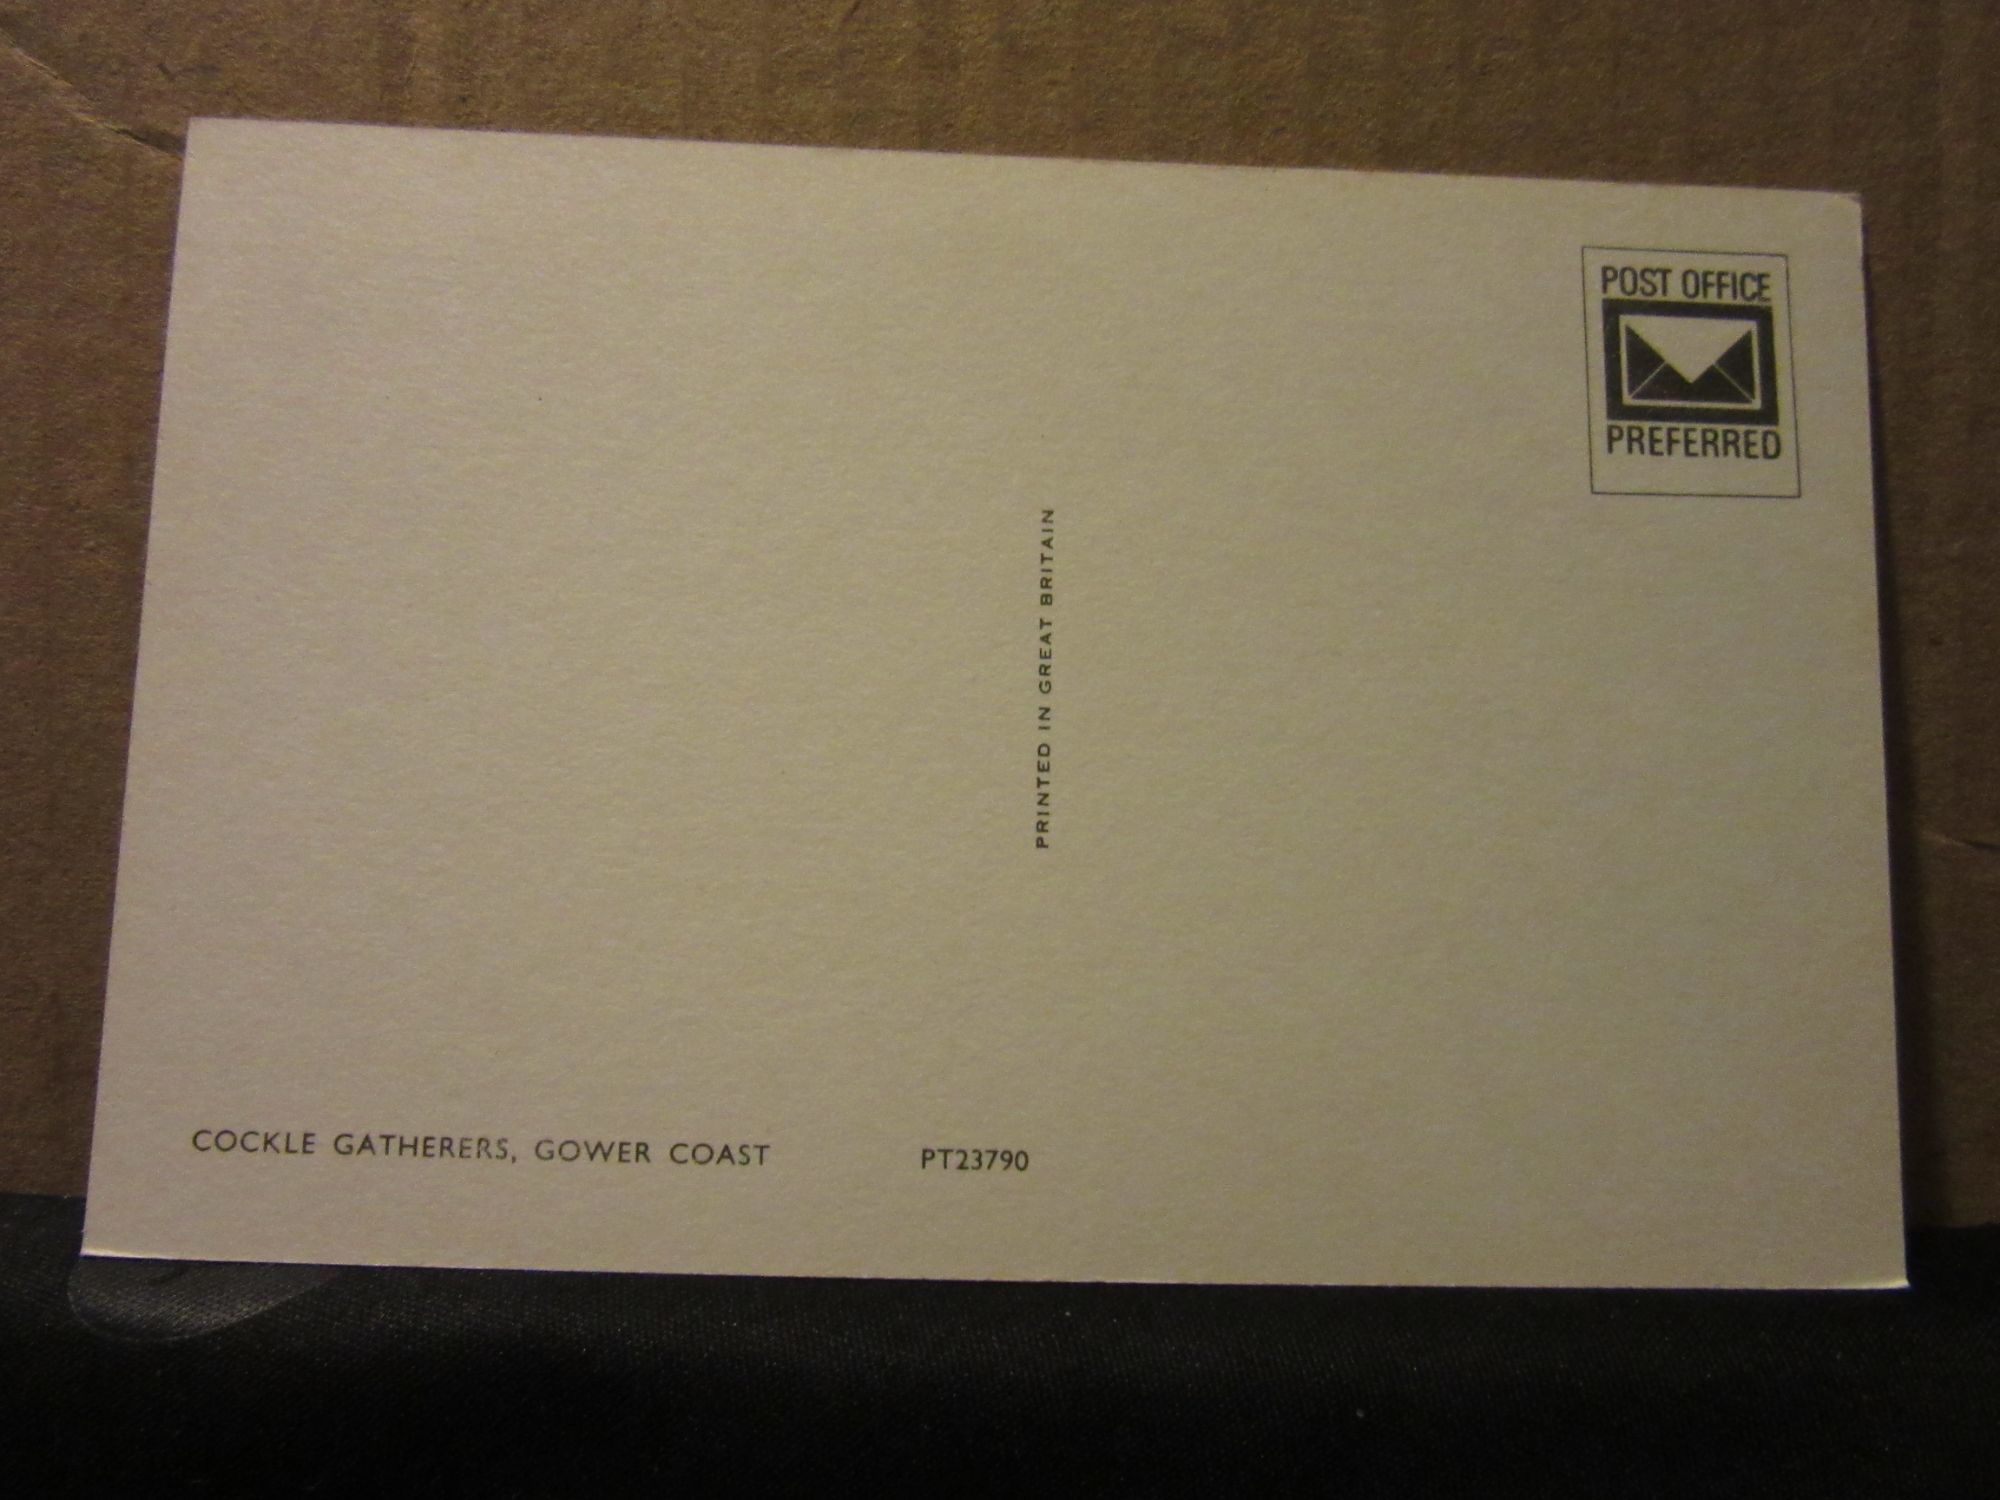 POST OFFICE
PREFERRED
PRINTED IN GREAT BRITAIN
COCKLE GATHERERS, GOWER COAST
PT23790